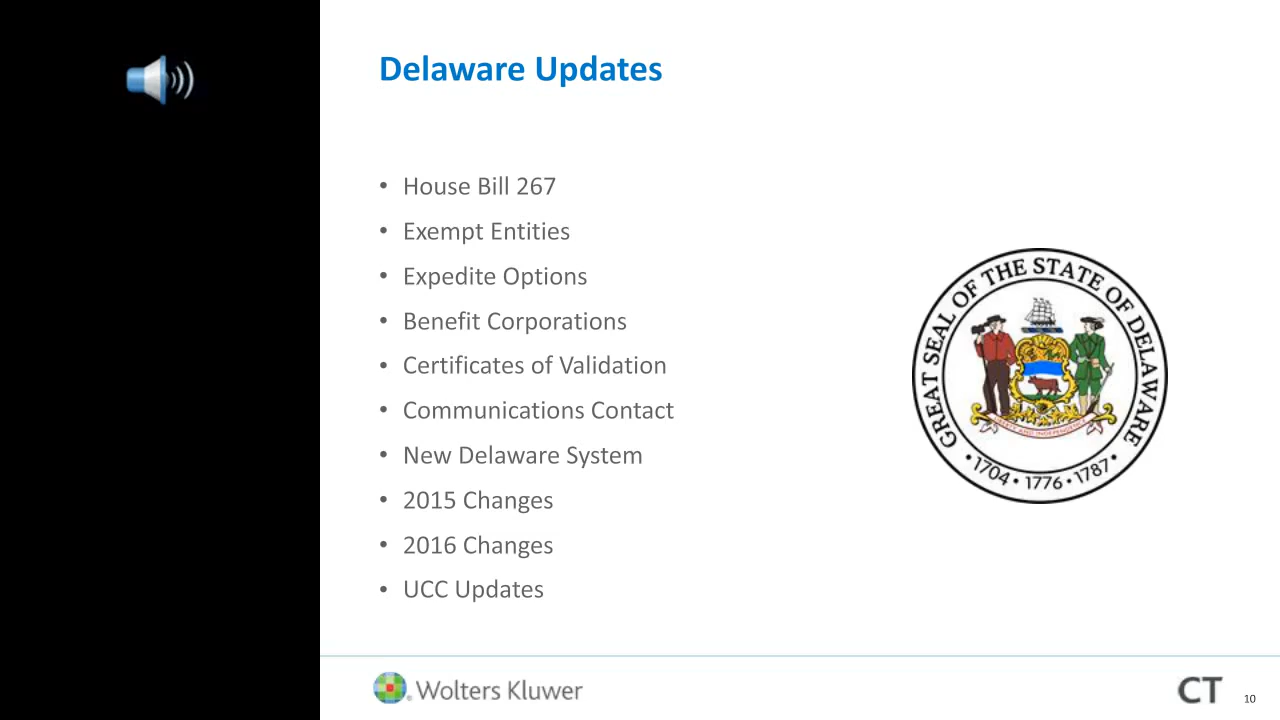 Delaware Updates
• House Bill 267
• Exempt Entities
• Expedite Options
• Benefit Corporations
• Certificates of Validation
• Communications Contact
• New Delaware System
• 2015 Changes
• 2016 Changes
• UCC Updates
GREAT SEAL OF THE STATE OF DELAWARE
• 1704 • 1776 • 1787 •
Wolters Kluwer
CT
10